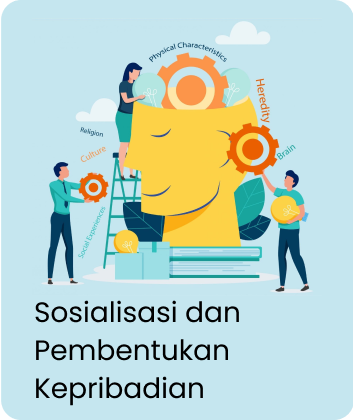 Physical Characteristics
Heredity
Religion
Culture
Brain
Social Experiences
Sosialisasi dan
Pembentukan
Kepribadian